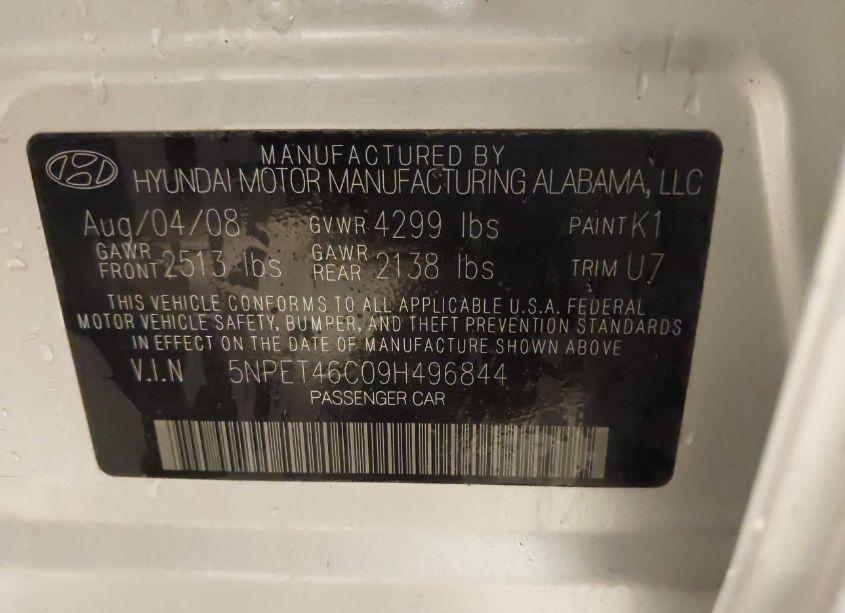 MANUFACTURED BY
HYUNDAI MOTOR MANUFACTURING ALABAMA, LLC
Aug/04/08 GVWR 4299 lbs PAINT K1
GAWR FRONT 2513 lbs GAWR REAR 2138 lbs TRIM U7
THIS VEHICLE CONFORMS TO ALL APPLICABLE U.S.A. FEDERAL
MOTOR VEHICLE SAFETY, BUMPER, AND THEFT PREVENTION STANDARDS
IN EFFECT ON THE DATE OF MANUFACTURE SHOWN ABOVE
V.I.N 5NPET46C09H496844
PASSENGER CAR